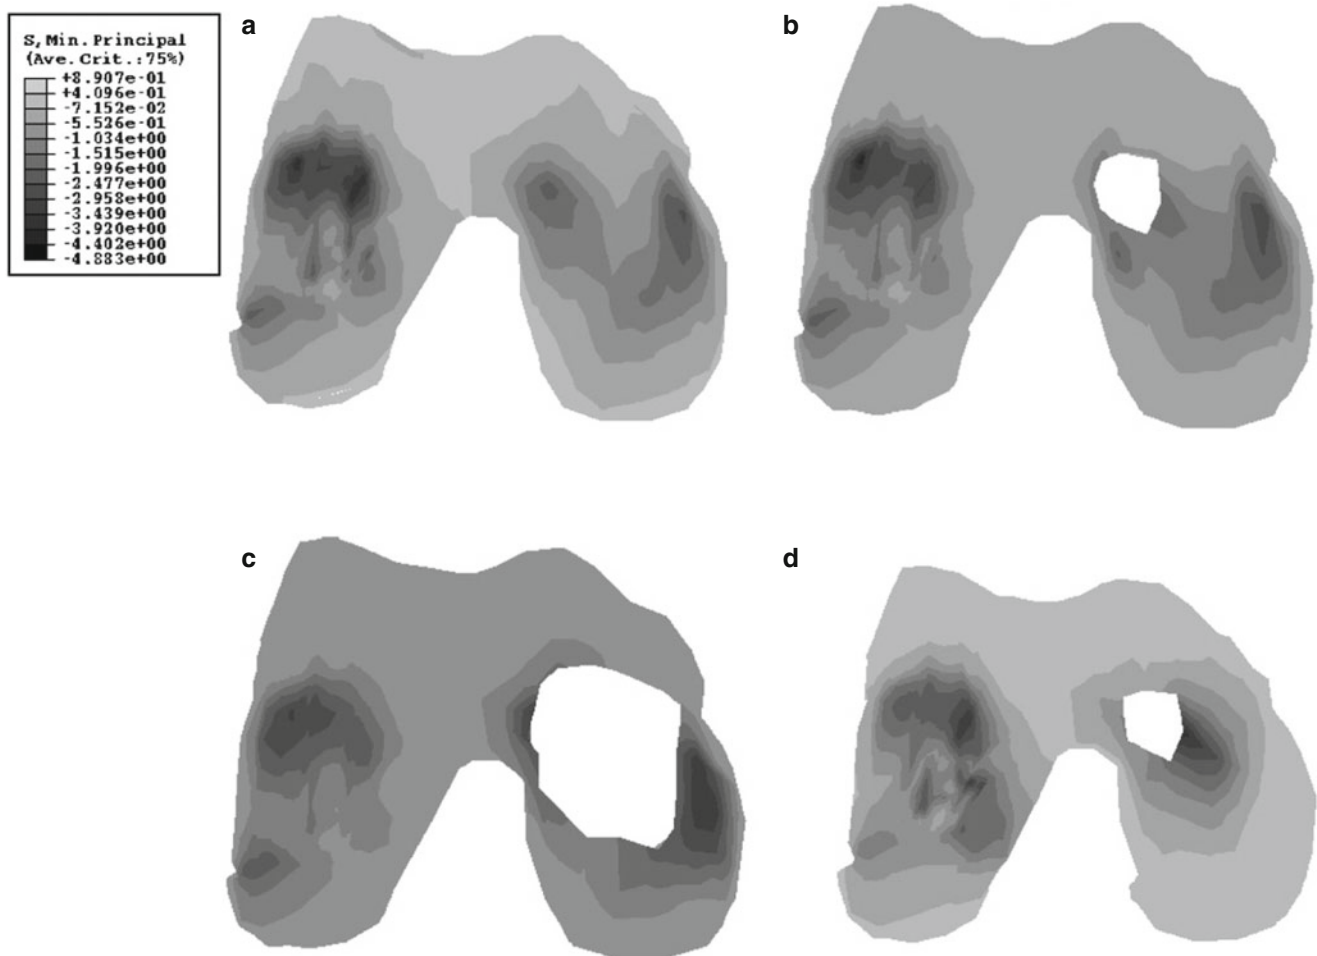 S, Min. Principal
(Ave. Crit.: 75%)
+8.907e-01
+4.096e-01
-7.152e-02
-5.526e-01
-1.034e+00
-1.515e+00
-1.996e+00
-2.477e+00
-2.958e+00
-3.439e+00
-3.920e+00
-4.402e+00
-4.883e+00
a
b
c
d